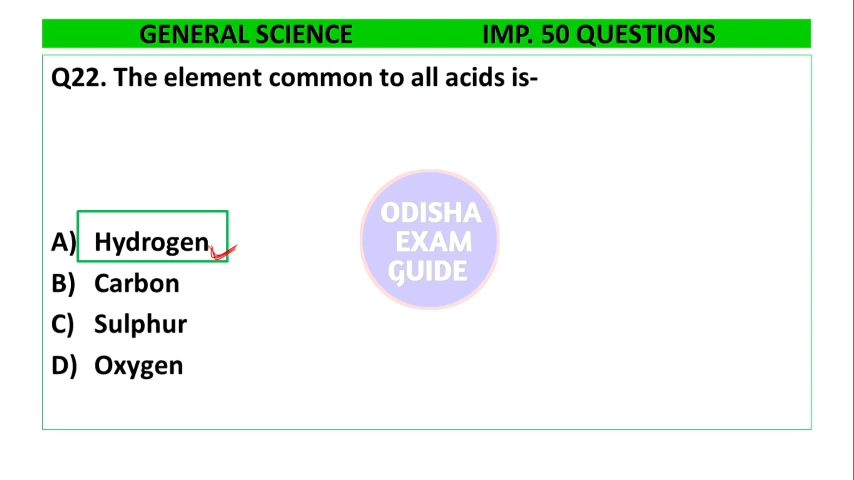 GENERAL SCIENCE IMP. 50 QUESTIONS
Q22. The element common to all acids is-
A) Hydrogen
B) Carbon
C) Sulphur
D) Oxygen
ODISHA
EXAM
GUIDE